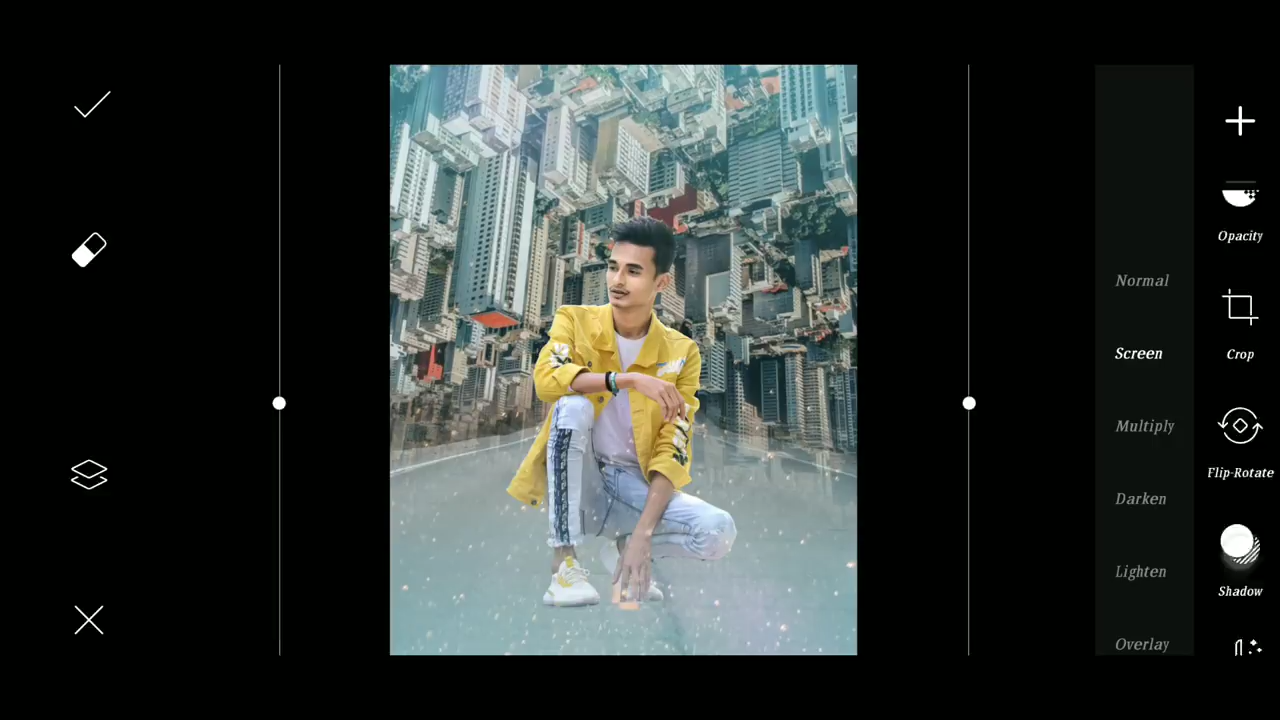 Normal
Screen
Multiply
Darken
Lighten
Overlay
Opacity
Crop
Flip-Rotate
Shadow